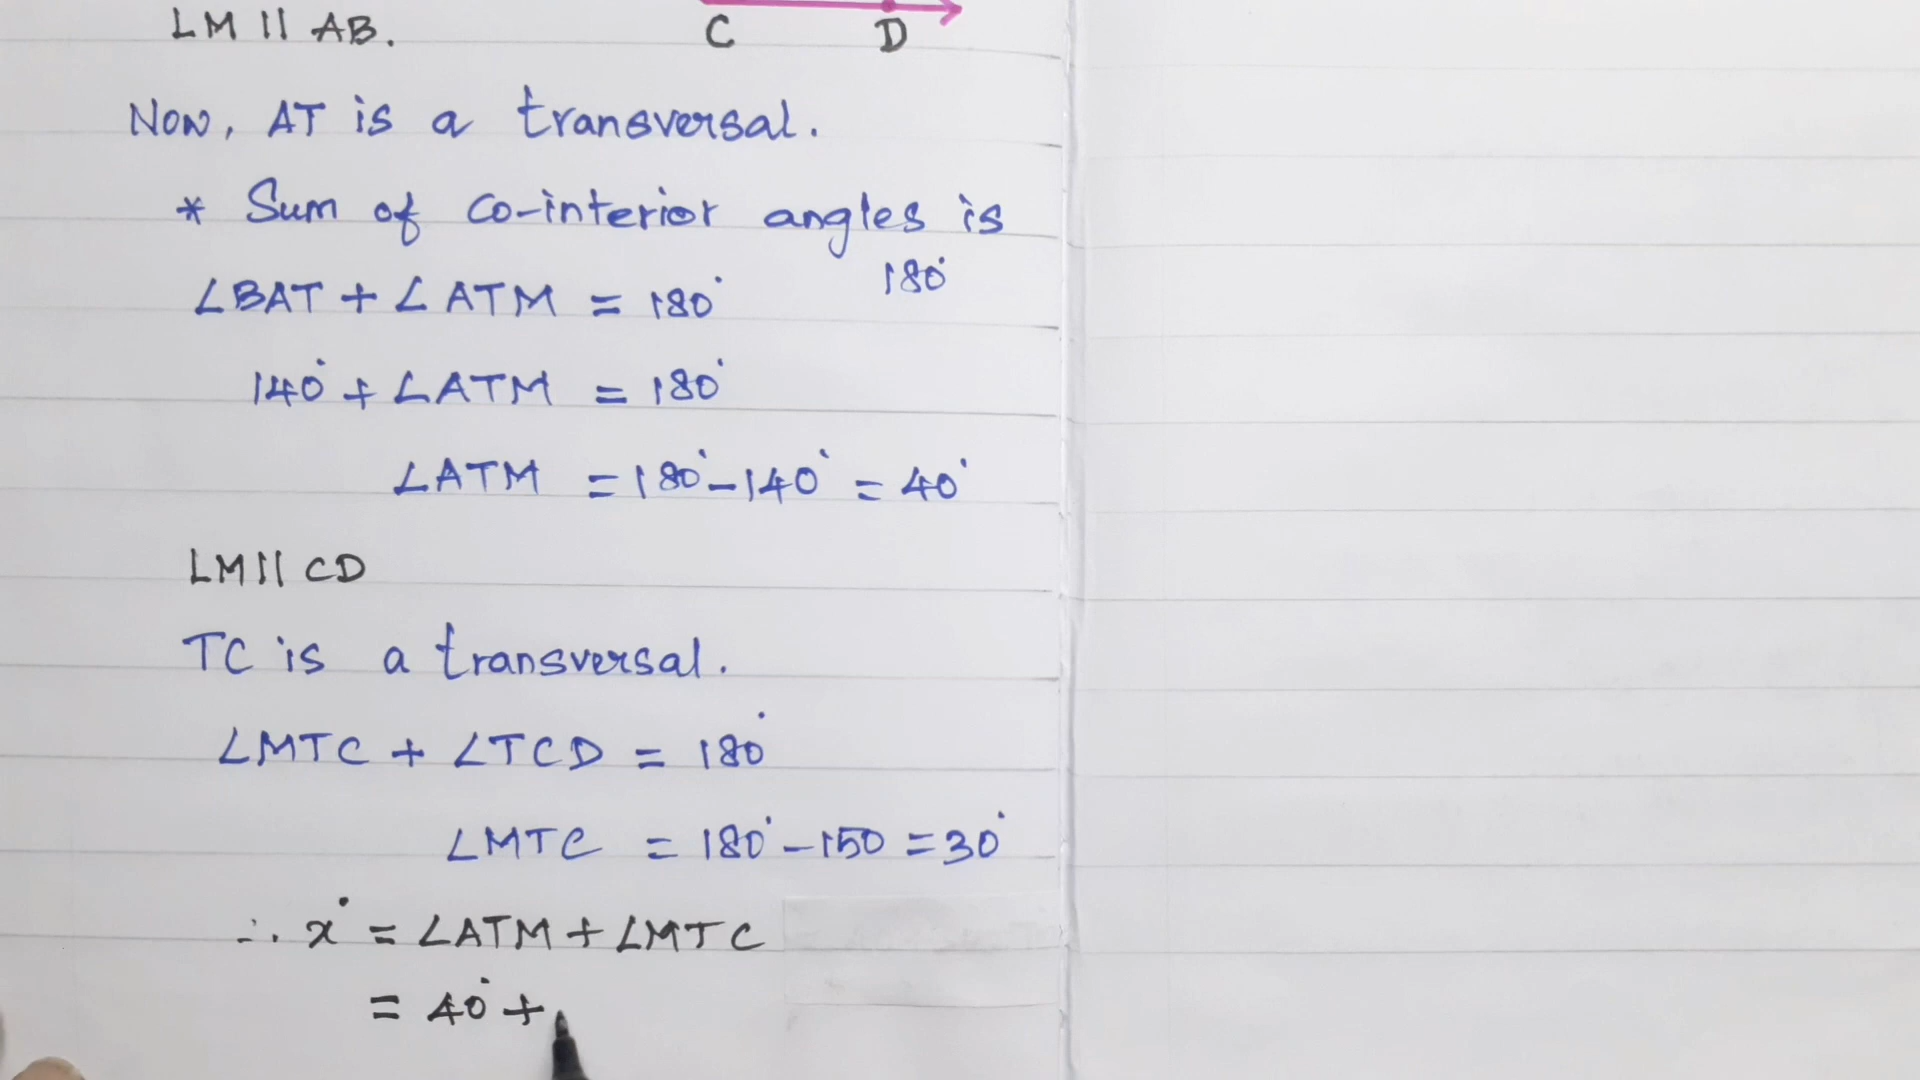 LM || AB.
C D
Now, AT is a transversal.
* Sum of co-interior angles is
180°
∠BAT + ∠ATM = 180°
140° + ∠ATM = 180°
∠ATM = 180° - 140° = 40°
LM || CD
TC is a transversal.
∠MTC + ∠TCD = 180°
∠MTC = 180° - 150 = 30°
∴ x° = ∠ATM + ∠MTC
= 40° +